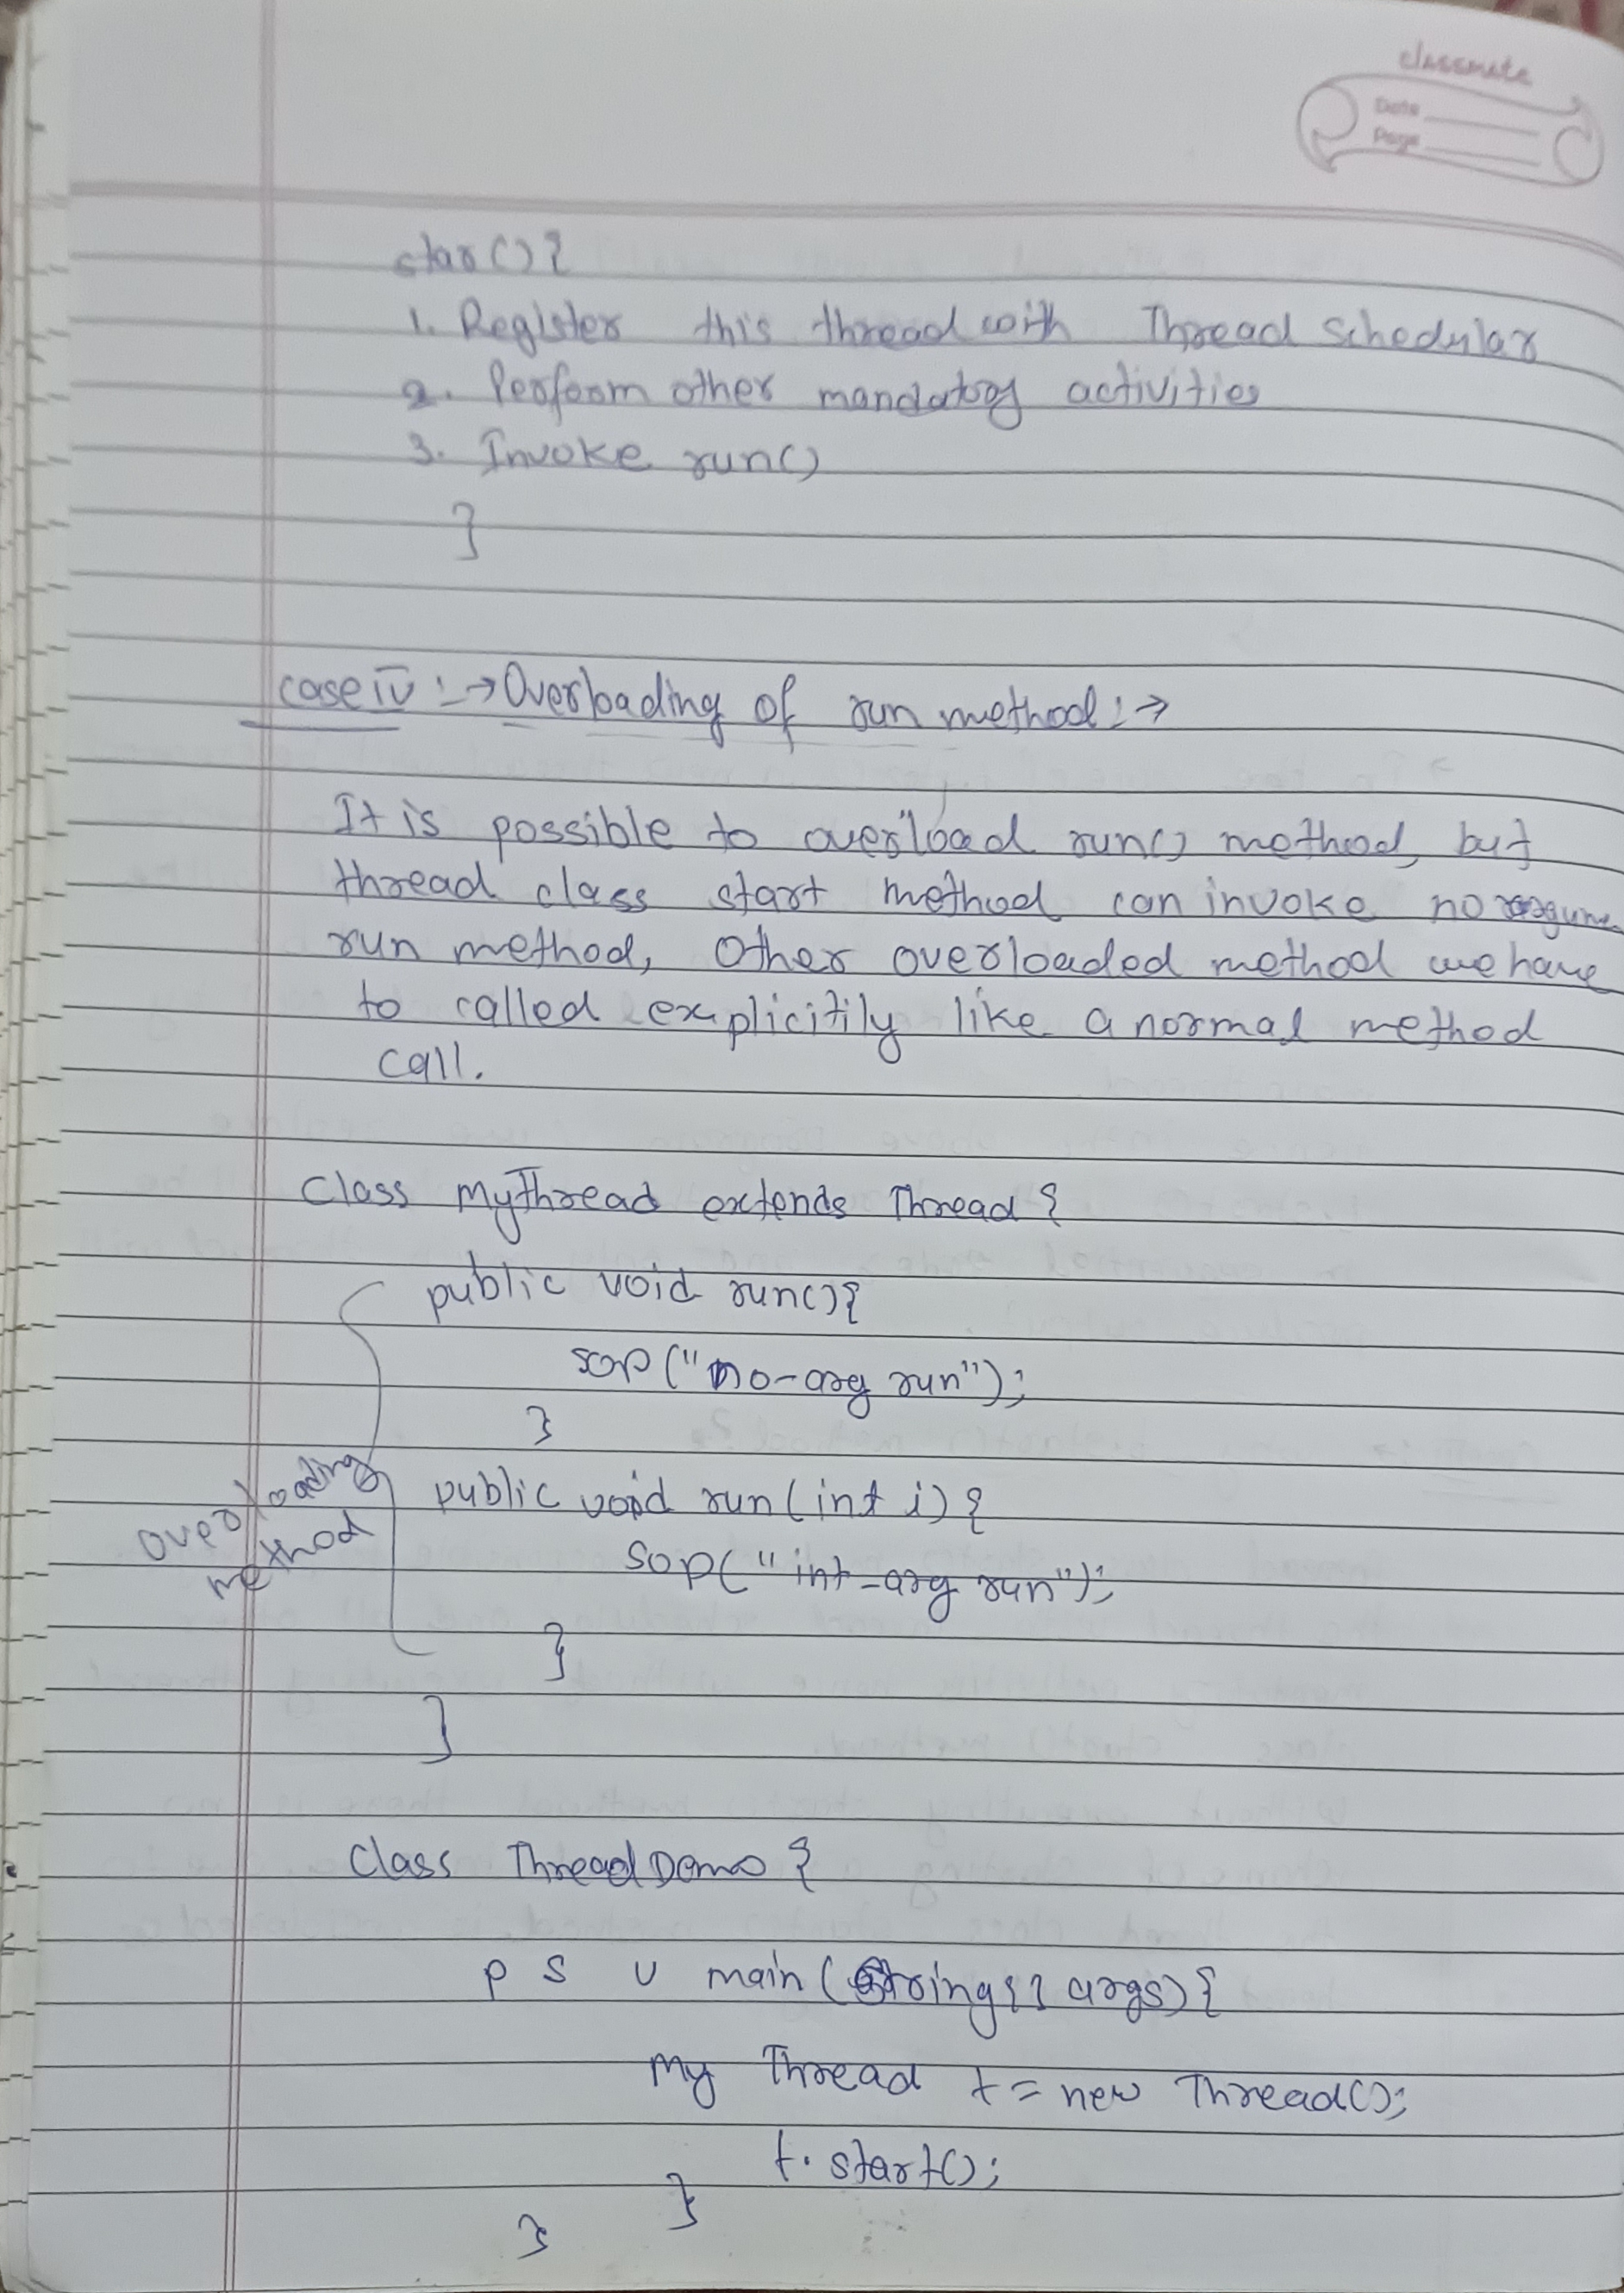 classmate
Date
Page
star(){
1. Register this thread with Thread Schedular
2. Perform other mandatory activities
3. Invoke run()
}
case IV :→ Overloading of run method :→
It is possible to overload run() method, but
thread class start method can invoke no
run method, Other overloaded method we have
to called explicitily like a normal method
call.
Class MyThread extends Thread {
public void run(){
sop("no-arg run");
}
public void run(int i){
overloading
method
sop("int-arg run");
}
}
Class ThreadDemo {
p s v main(String[] args){
My Thread t = new Thread();
t.start();
}
}